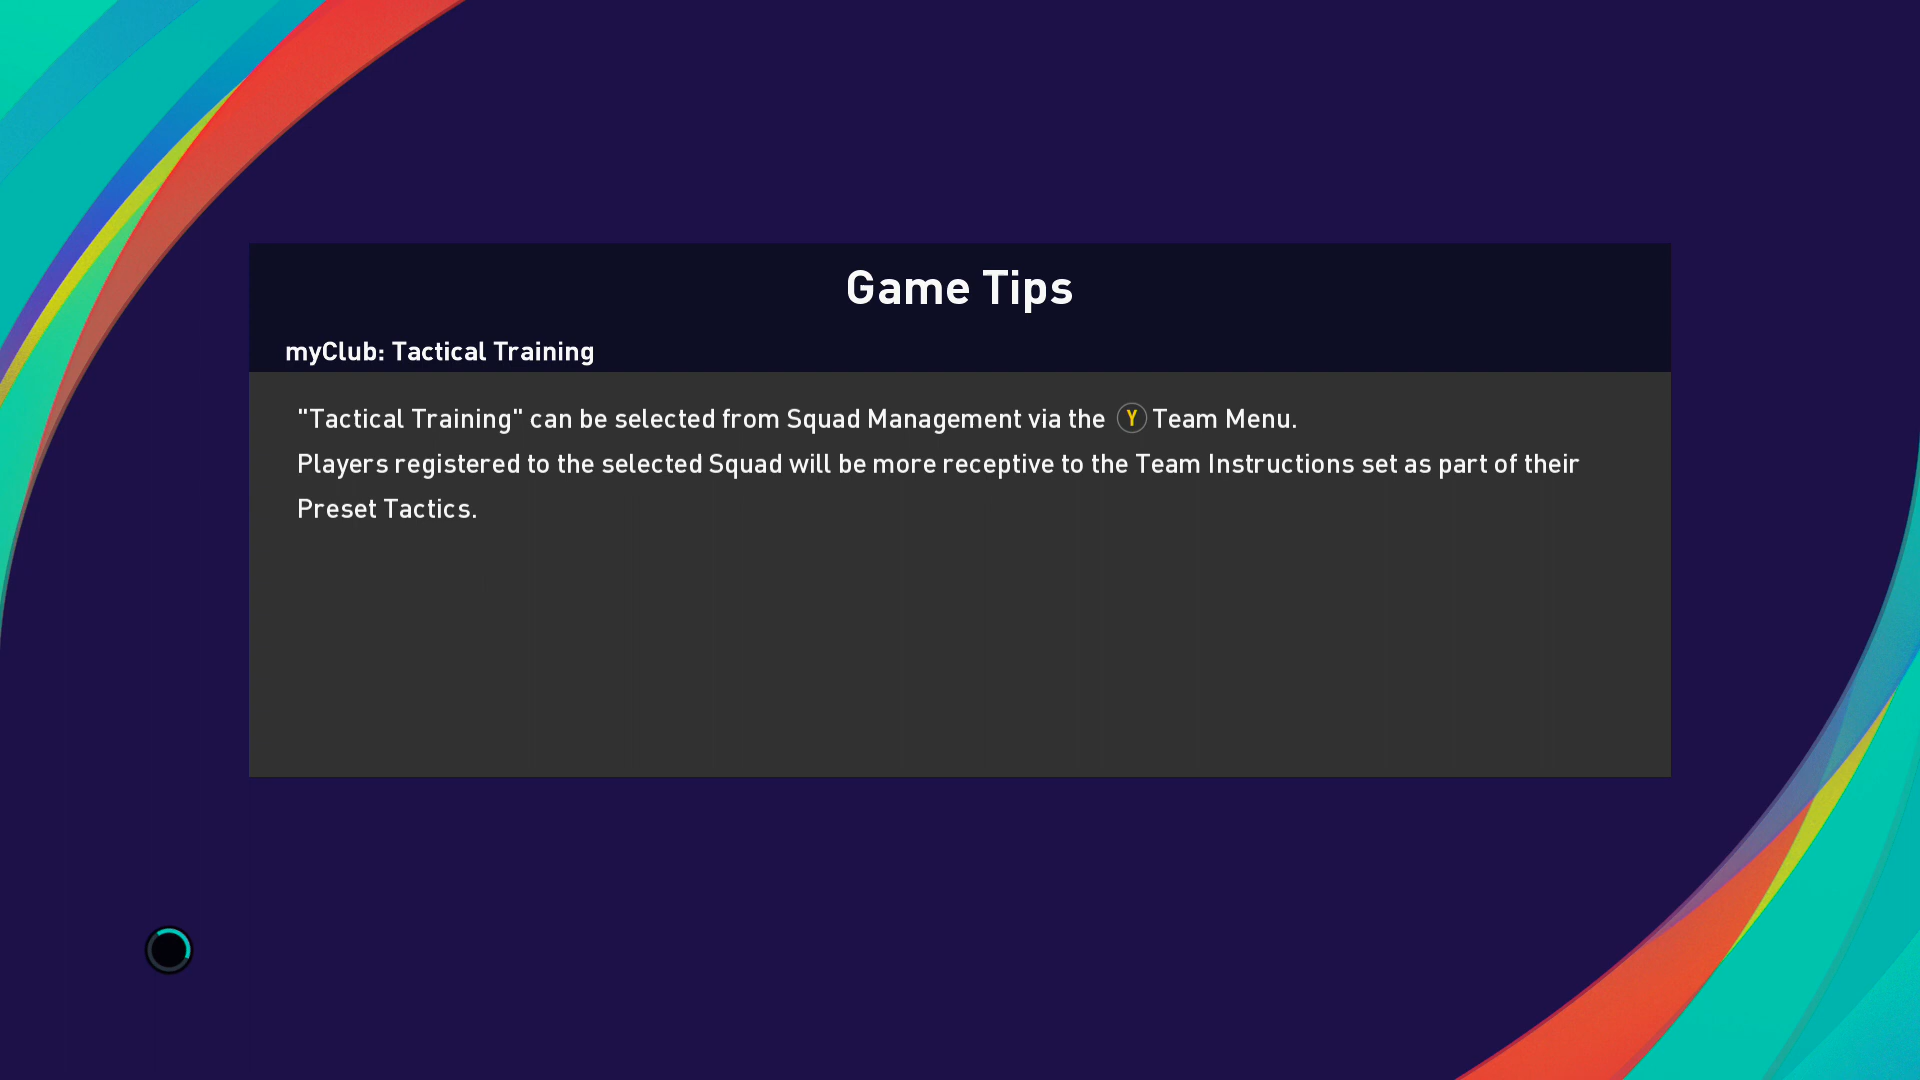 Game Tips
myClub: Tactical Training
"Tactical Training" can be selected from Squad Management via the Y Team Menu.
Players registered to the selected Squad will be more receptive to the Team Instructions set as part of their
Preset Tactics.